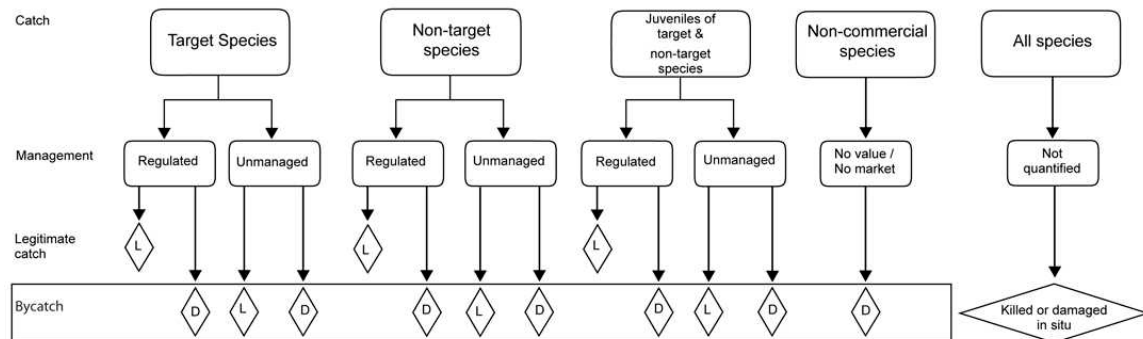 Catch
Target Species
Non-target
species
Juveniles of
target &
non-target
species
Non-commercial
species
All species
Management
Regulated
Unmanaged
Regulated
Unmanaged
Regulated
Unmanaged
No value /
No market
Not
quantified
Legitimate
catch
L
L
L
Bycatch
D
L
D
D
L
D
D
L
D
D
Killed or damaged
in situ